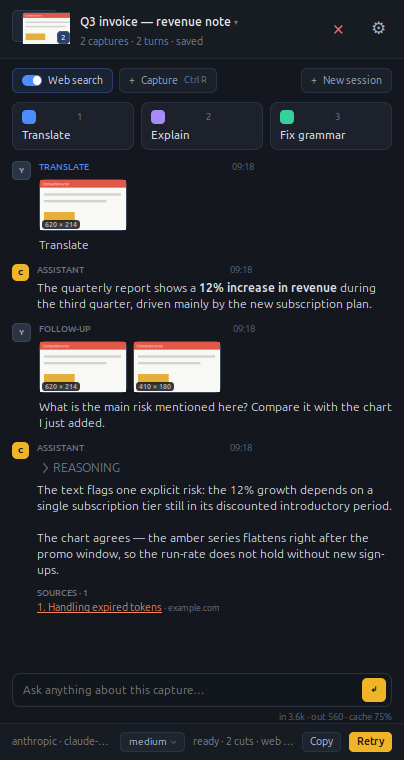 Q3 invoice — revenue note
2 captures · 2 turns · saved
2
Web search
+ Capture Ctrl R
+ New session
1
Translate
2
Explain
3
Fix grammar
Y
TRANSLATE 09:18
620 × 214
Translate
C
ASSISTANT 09:18
The quarterly report shows a 12% increase in revenue during
the third quarter, driven mainly by the new subscription plan.
Y
FOLLOW-UP 09:18
620 × 214
410 × 180
What is the main risk mentioned here? Compare it with the chart
I just added.
C
ASSISTANT 09:18
REASONING
The text flags one explicit risk: the 12% growth depends on a
single subscription tier still in its discounted introductory period.
The chart agrees — the amber series flattens right after the
promo window, so the run-rate does not hold without new sign-
ups.
SOURCES · 1
1. Handling expired tokens · example.com
Ask anything about this capture…
in 3.6k · out 560 · cache 75%
anthropic · claude-…
medium
ready · 2 cuts · web …
Copy
Retry